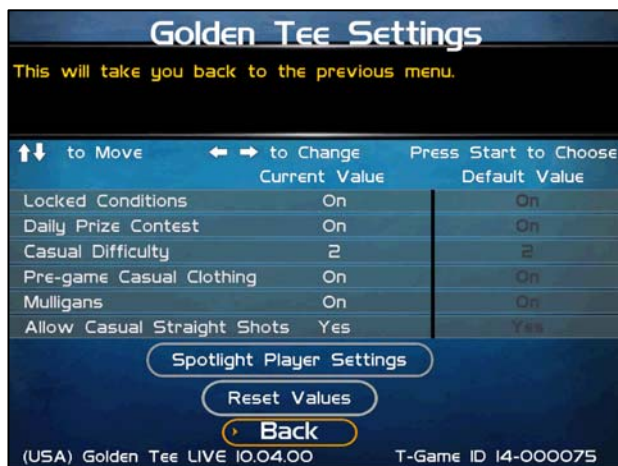 Golden Tee Settings
This will take you back to the previous menu.
to Move to Change Press Start to Choose
Current Value Default Value
Locked Conditions On On
Daily Prize Contest On On
Casual Difficulty 2 2
Pre-game Casual Clothing On On
Mulligans On On
Allow Casual Straight Shots Yes Yes
Spotlight Player Settings
Reset Values
Back
(USA) Golden Tee LIVE 10.04.00 T-Game ID 14-000075